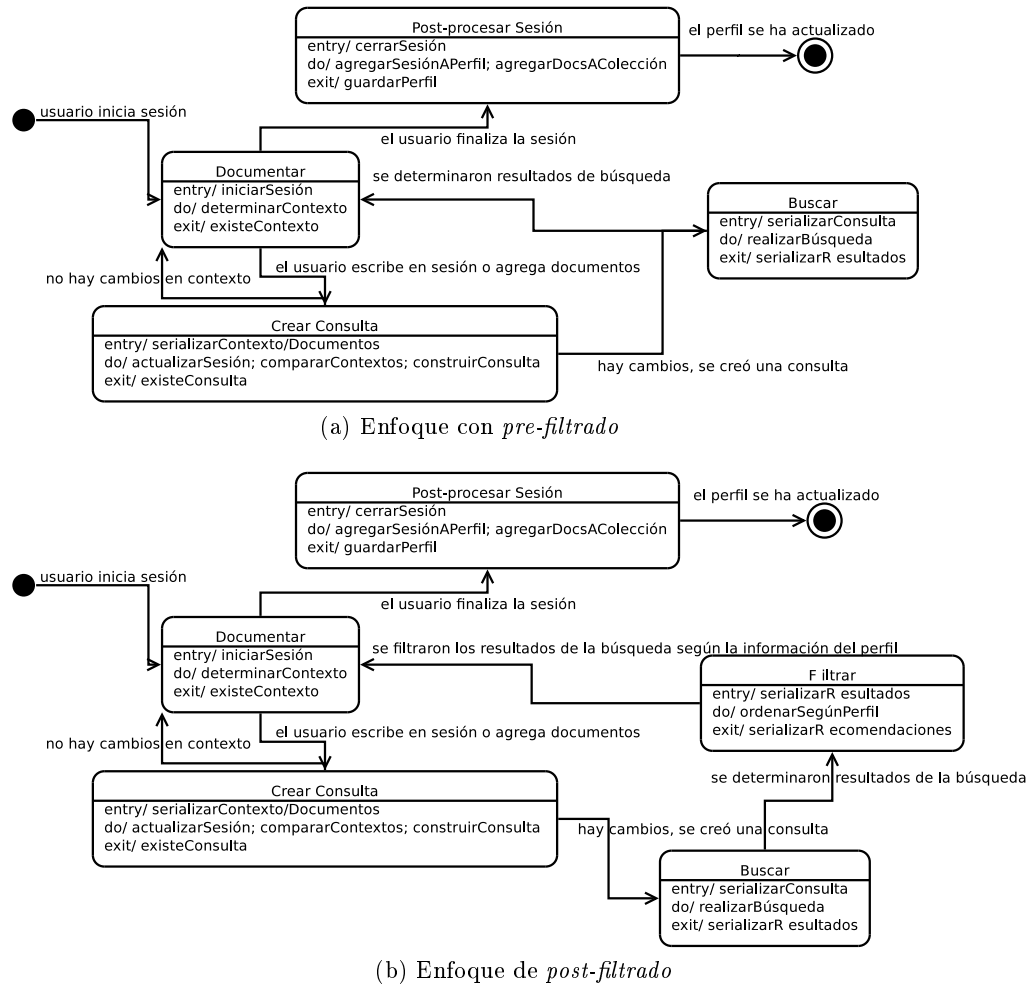 Post-procesar Sesión
entry/ cerrarSesión
do/ agregarSesiónAPerfil; agregarDocsAColección
exit/ guardarPerfil
el perfil se ha actualizado
usuario inicia sesión
el usuario finaliza la sesión
Documentar
entry/ iniciarSesión
do/ determinarContexto
exit/ existeContexto
se determinaron resultados de búsqueda
Buscar
entry/ serializarConsulta
do/ realizarBúsqueda
exit/ serializarR esultados
no hay cambios en contexto
el usuario escribe en sesión o agrega documentos
Crear Consulta
entry/ serializarContexto/Documentos
do/ actualizarSesión; compararContextos; construirConsulta
exit/ existeConsulta
hay cambios, se creó una consulta
(a) Enfoque con pre-filtrado
Post-procesar Sesión
entry/ cerrarSesión
do/ agregarSesiónAPerfil; agregarDocsAColección
exit/ guardarPerfil
el perfil se ha actualizado
usuario inicia sesión
el usuario finaliza la sesión
Documentar
entry/ iniciarSesión
do/ determinarContexto
exit/ existeContexto
se filtraron los resultados de la búsqueda según la información del perfil
F iltrar
entry/ serializarR esultados
do/ ordenarSegúnPerfil
exit/ serializarR ecomendaciones
no hay cambios en contexto
el usuario escribe en sesión o agrega documentos
se determinaron resultados de la búsqueda
Crear Consulta
entry/ serializarContexto/Documentos
do/ actualizarSesión; compararContextos; construirConsulta
exit/ existeConsulta
hay cambios, se creó una consulta
Buscar
entry/ serializarConsulta
do/ realizarBúsqueda
exit/ serializarR esultados
(b) Enfoque de post-filtrado